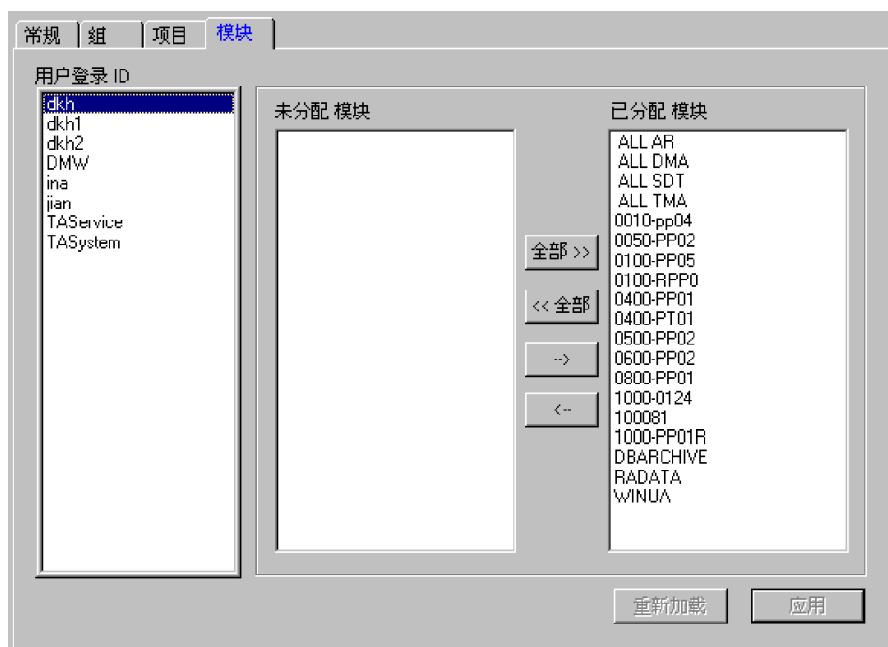 常规 组 项目 模块
用户登录 ID
dkh
dkh1
dkh2
DMW
ina
jian
TAService
TASystem
未分配 模块
全部 >>
<< 全部
-->
<--
已分配 模块
ALL AR
ALL DMA
ALL SDT
ALL TMA
0010-pp04
0050-PP02
0100-PP05
0100-RPP0
0400-PP01
0400-PT01
0500-PP02
0600-PP02
0800-PP01
1000-0124
100081
1000-PP01R
DBARCHIVE
RADATA
WINUA
重新加载 应用